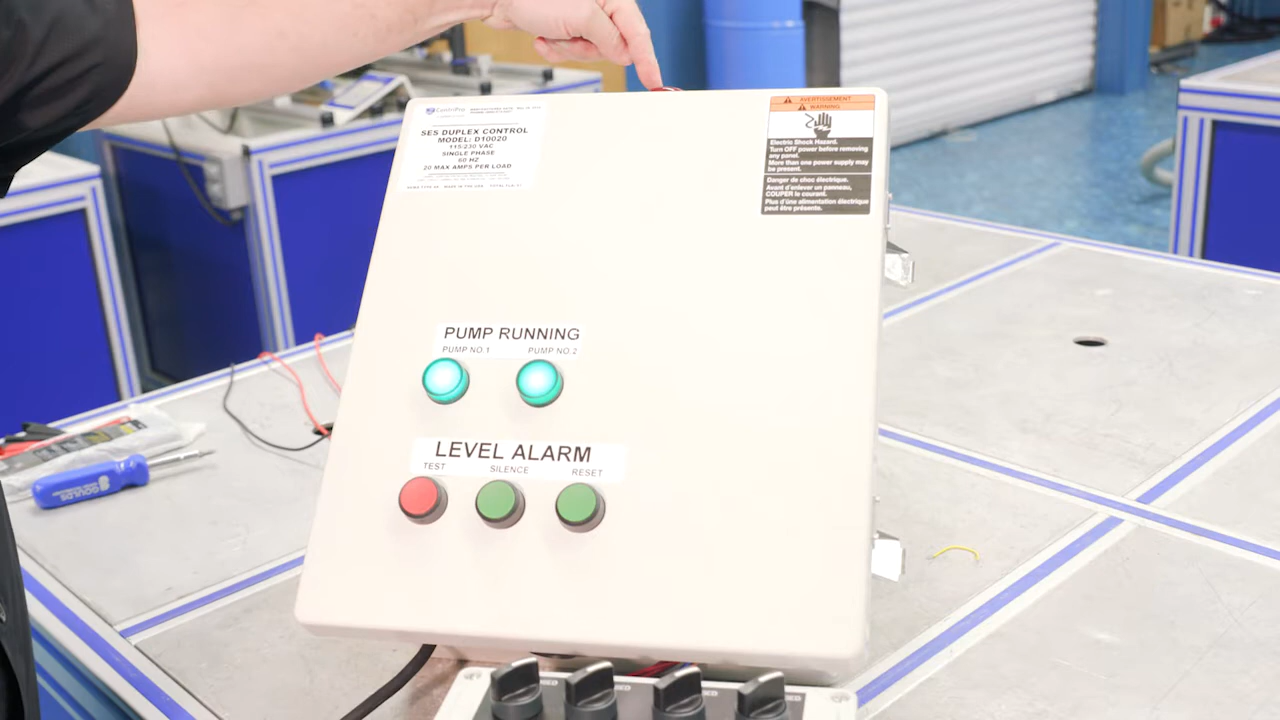 CentriPro
SES DUPLEX CONTROL
MODEL: D10020
115/230 VAC
SINGLE PHASE
60 HZ
20 MAX AMPS PER LOAD
AVERTISSEMENT
WARNING
Electric Shock Hazard.
Turn OFF power before removing
any panel.
More than one power supply may
be present.
Danger de choc électrique.
Avant d'enlever un panneau,
COUPER le courant.
Plus d'une alimentation électrique
peut être présente.
PUMP RUNNING
PUMP NO.1 PUMP NO.2
LEVEL ALARM
TEST SILENCE RESET
GOULDS